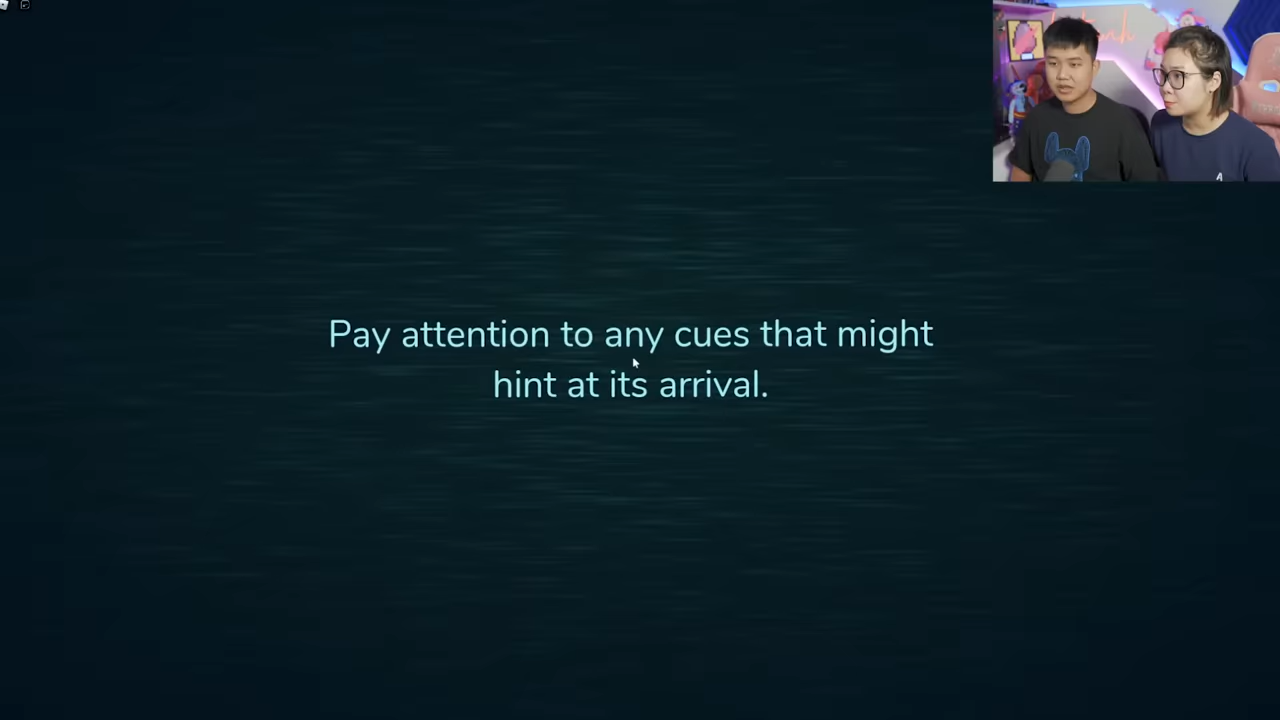 Pay attention to any cues that might
hint at its arrival.